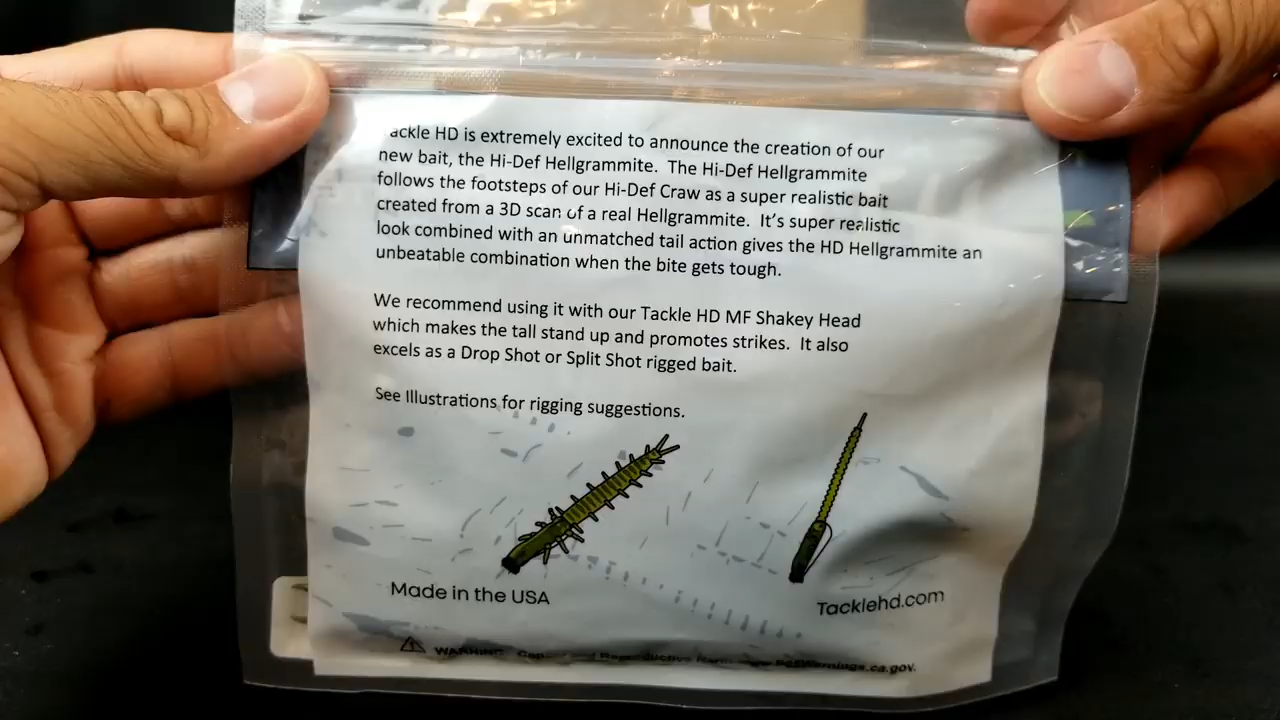 ackle HD is extremely excited to announce the creation of our
new bait, the Hi-Def Hellgrammite. The Hi-Def Hellgrammite
follows the footsteps of our Hi-Def Craw as a super realistic bait
created from a 3D scan of a real Hellgrammite. It's super realistic
look combined with an unmatched tail action gives the HD Hellgrammite an
unbeatable combination when the bite gets tough.
We recommend using it with our Tackle HD MF Shakey Head
which makes the tall stand up and promotes strikes. It also
excels as a Drop Shot or Split Shot rigged bait.
See Illustrations for rigging suggestions.
Made in the USA
Tacklehd.com
WARNING: and Reproductive Harm